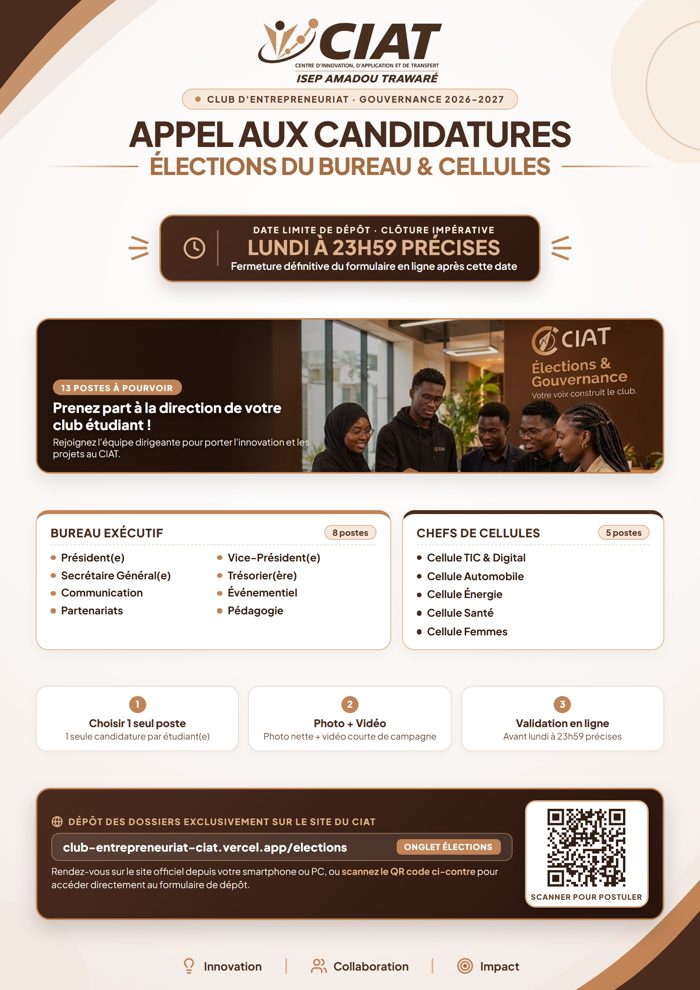 CIAT
CENTRE D'INNOVATION, D'APPLICATION ET DE TRANSFERT
ISEP AMADOU TRAWARÉ
CLUB D'ENTREPRENEURIAT · GOUVERNANCE 2026-2027
APPEL AUX CANDIDATURES
ÉLECTIONS DU BUREAU & CELLULES
DATE LIMITE DE DÉPÔT · CLÔTURE IMPÉRATIVE
LUNDI À 23H59 PRÉCISES
Fermeture définitive du formulaire en ligne après cette date
CIAT
Élections &
Gouvernance
Votre voix construit le club.
13 POSTES À POURVOIR
Prenez part à la direction de votre
club étudiant !
Rejoignez l'équipe dirigeante pour porter l'innovation et les
projets au CIAT.
BUREAU EXÉCUTIF
8 postes
Président(e)
Vice-Président(e)
Secrétaire Général(e)
Trésorier(ère)
Communication
Événementiel
Partenariats
Pédagogie
CHEFS DE CELLULES
5 postes
Cellule TIC & Digital
Cellule Automobile
Cellule Énergie
Cellule Santé
Cellule Femmes
1
Choisir 1 seul poste
1 seule candidature par étudiant(e)
2
Photo + Vidéo
Photo nette + vidéo courte de campagne
3
Validation en ligne
Avant lundi à 23h59 précises
DÉPÔT DES DOSSIERS EXCLUSIVEMENT SUR LE SITE DU CIAT
club-entrepreneuriat-ciat.vercel.app/elections
ONGLET ÉLECTIONS
Rendez-vous sur le site officiel depuis votre smartphone ou PC, ou scannez le QR code ci-contre pour
accéder directement au formulaire de dépôt.
SCANNER POUR POSTULER
Innovation
Collaboration
Impact